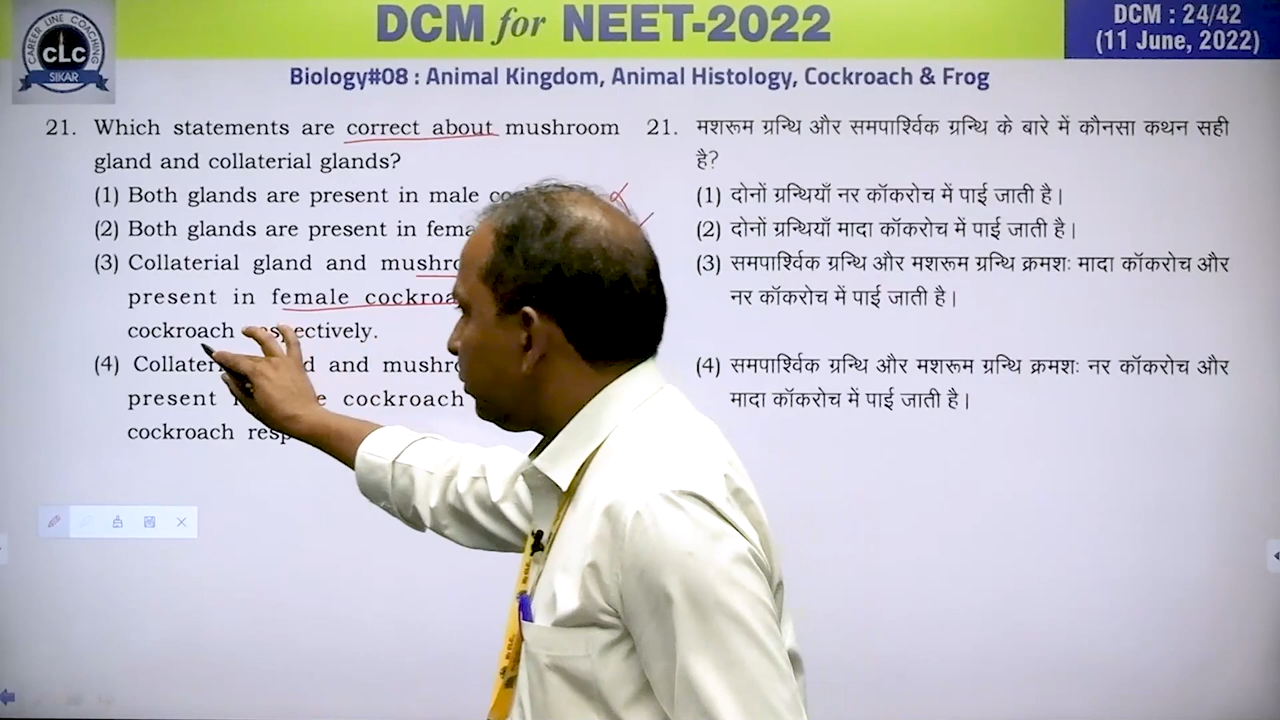 CAREER LINE COACHING
CLC
SIKAR
DCM for NEET-2022
DCM : 24/42
(11 June, 2022)
Biology#08 : Animal Kingdom, Animal Histology, Cockroach & Frog
21. Which statements are correct about mushroom
gland and collaterial glands?
(1) Both glands are present in male
(2) Both glands are present in
(3) Collaterial gland and
present in female
cockroach respectively.
(4) and
present cockroach
cockroach
21. मशरूम ग्रन्थि और समपार्श्विक ग्रन्थि के बारे में कौनसा कथन सही
है?
(1) दोनों ग्रन्थियाँ नर कॉकरोच में पाई जाती है।
(2) दोनों ग्रन्थियाँ मादा कॉकरोच में पाई जाती है।
(3) समपार्श्विक ग्रन्थि और मशरूम ग्रन्थि क्रमशः मादा कॉकरोच और
नर कॉकरोच में पाई जाती है।
(4) समपार्श्विक ग्रन्थि और मशरूम ग्रन्थि क्रमशः नर कॉकरोच और
मादा कॉकरोच में पाई जाती है।